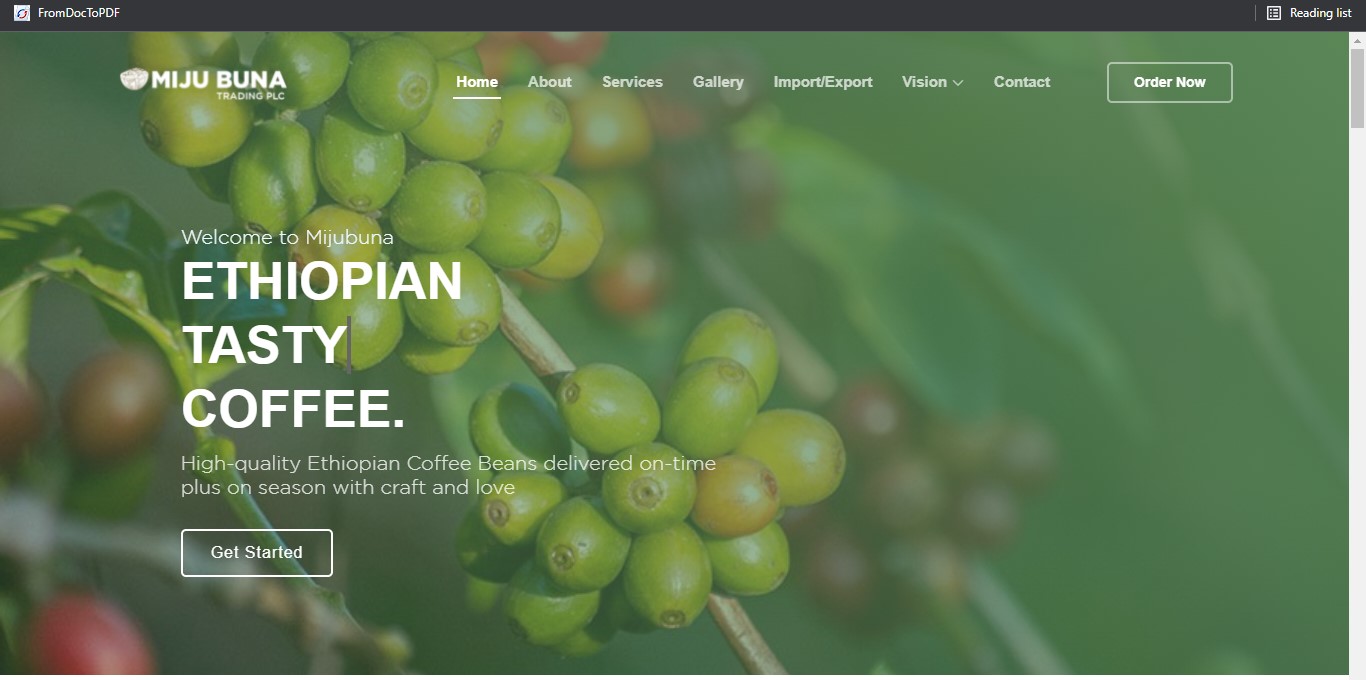 FromDocToPDF
Reading list
MIJU BUNA
TRADING PLC
Home
About
Services
Gallery
Import/Export
Vision
Contact
Order Now
Welcome to Mijubuna
ETHIOPIAN
TASTY
COFFEE.
High-quality Ethiopian Coffee Beans delivered on-time
plus on season with craft and love
Get Started